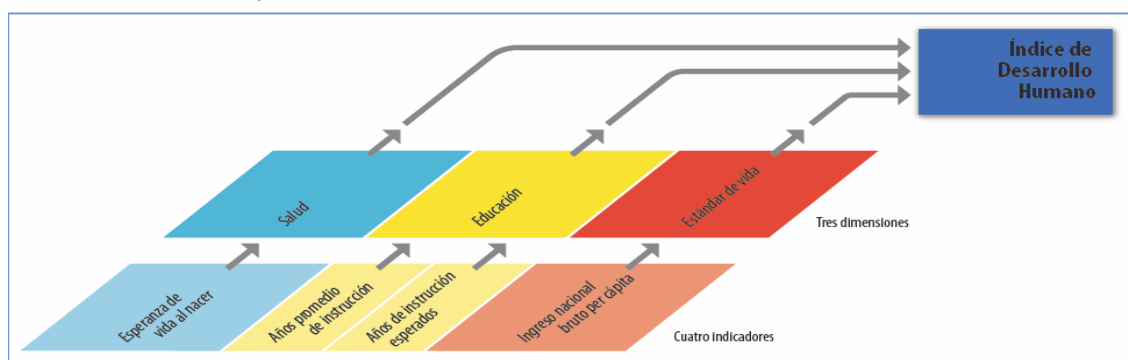 Índice de
Desarrollo
Humano
Salud
Educación
Estándar de vida
Tres dimensiones
Esperanza de
vida al nacer
Años promedio
de instrucción
Años de instrucción
esperados
Ingreso nacional
bruto per cápita
Cuatro indicadores